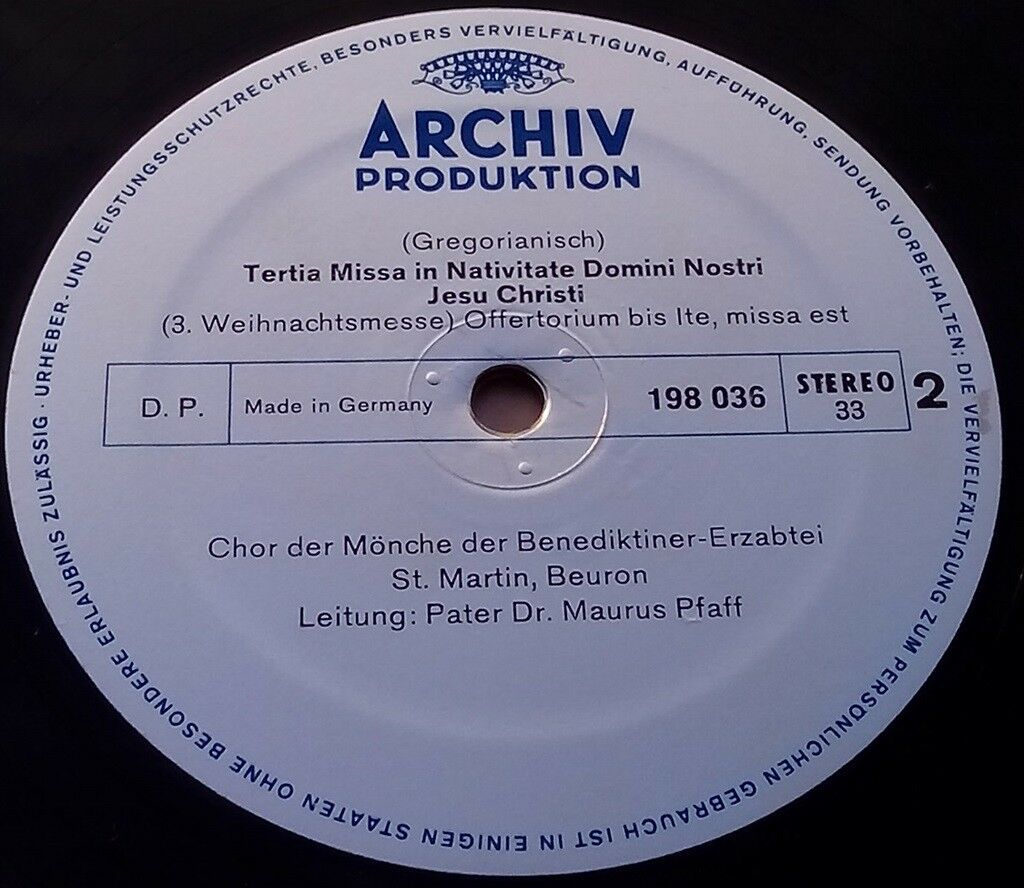 URHEBER- UND LEISTUNGSSCHUTZRECHTE, BESONDERS VERVIELFÄLTIGUNG, AUFFÜHRUNG, SENDUNG VORBEHALTEN; DIE VERVIELFÄLTIGUNG ZUM PERSÖNLICHEN GEBRAUCH IST IN EINIGEN STAATEN OHNE BESONDERE ERLAUBNIS ZULÄSSIG ·
ARCHIV
PRODUKTION
(Gregorianisch)
Tertia Missa in Nativitate Domini Nostri
Jesu Christi
(3. Weihnachtsmesse) Offertorium bis Ite, missa est
D. P. Made in Germany 198 036 STEREO 2
33
Chor der Mönche der Benediktiner-Erzabtei
St. Martin, Beuron
Leitung: Pater Dr. Maurus Pfaff